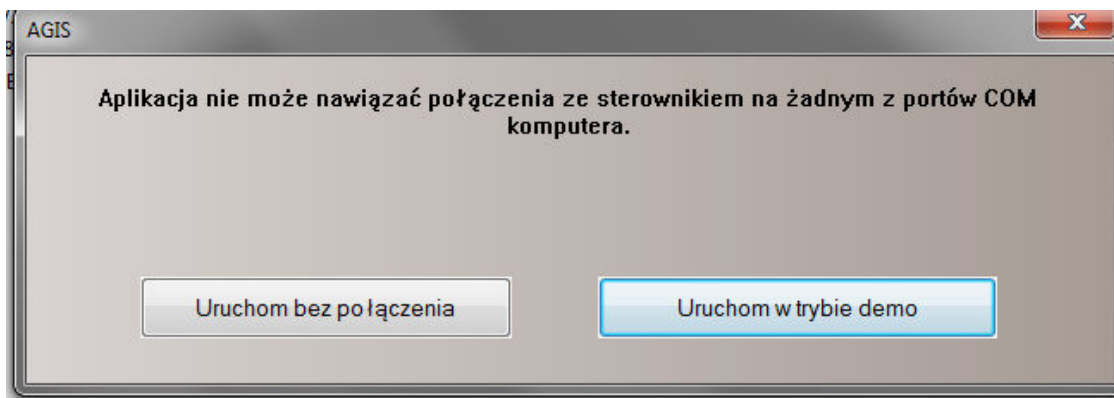 AGIS
Aplikacja nie może nawiązać połączenia ze sterownikiem na żadnym z portów COM
komputera.
Uruchom bez połączenia
Uruchom w trybie demo